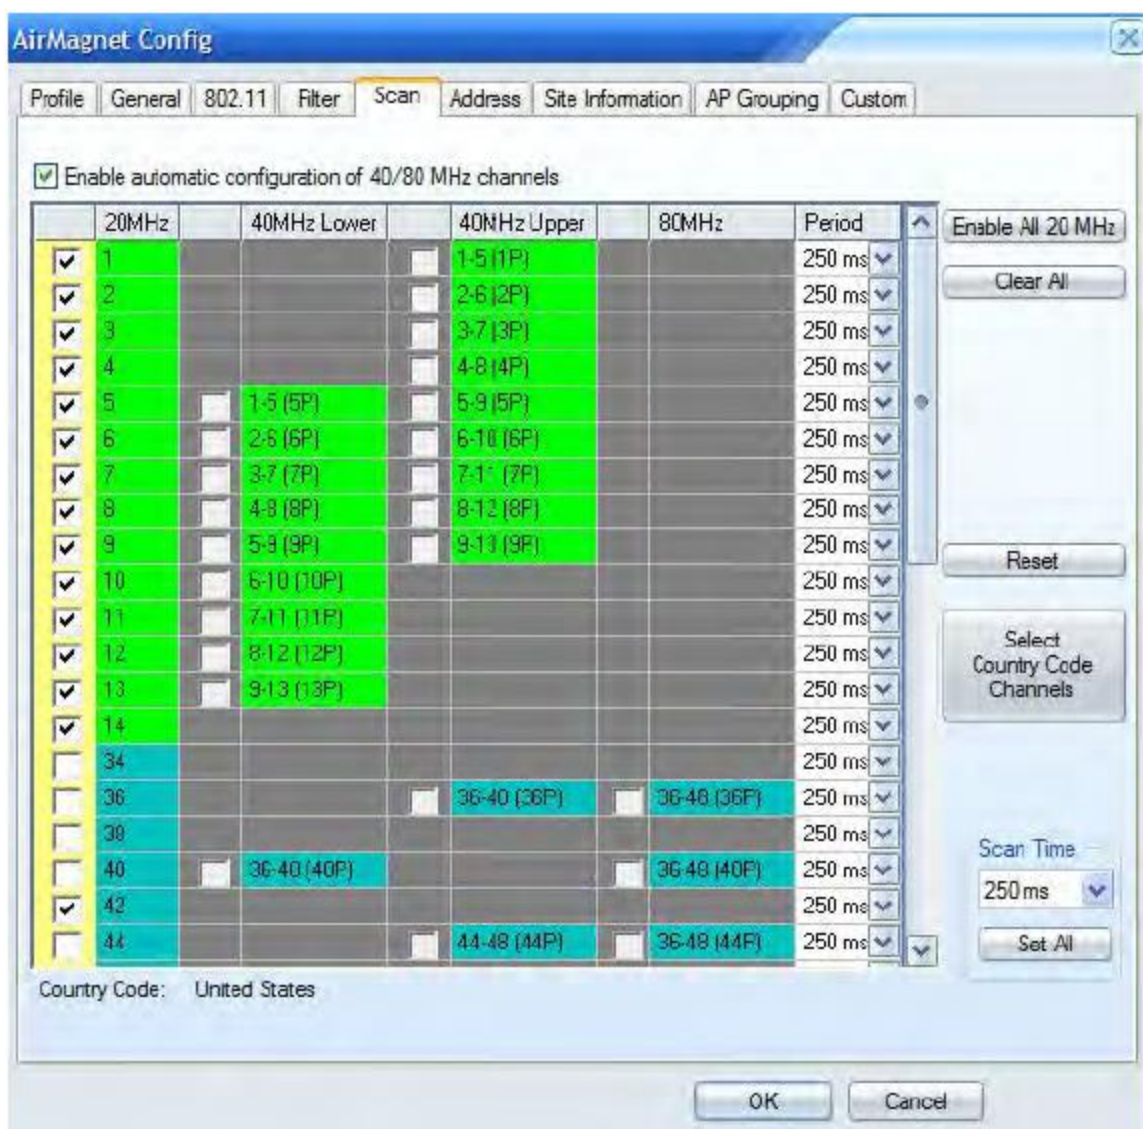 AirMagnet Config
Profile General 802.11 Filter Scan Address Site Information AP Grouping Custom
Enable automatic configuration of 40/80 MHz channels
20MHz 40MHz Lower 40MHz Upper 80MHz Period
1 1-5 (1P) 250 ms
2 2-6 (2P) 250 ms
3 3-7 (3P) 250 ms
4 4-8 (4P) 250 ms
5 1-5 (5P) 5-9 (5P) 250 ms
6 2-6 (6P) 6-10 (6P) 250 ms
7 3-7 (7P) 7-11 (7P) 250 ms
8 4-8 (8P) 8-12 (8P) 250 ms
9 5-9 (9P) 9-13 (9P) 250 ms
10 6-10 (10P) 250 ms
11 7-11 (11P) 250 ms
12 8-12 (12P) 250 ms
13 9-13 (13P) 250 ms
14 250 ms
34 250 ms
36 36-40 (36P) 36-48 (36P) 250 ms
38 250 ms
40 36-40 (40P) 36-48 (40P) 250 ms
42 250 ms
44 44-48 (44P) 36-48 (44P) 250 ms
Enable All 20 MHz
Clear All
Reset
Select
Country Code
Channels
Scan Time
250 ms
Set All
Country Code: United States
OK Cancel